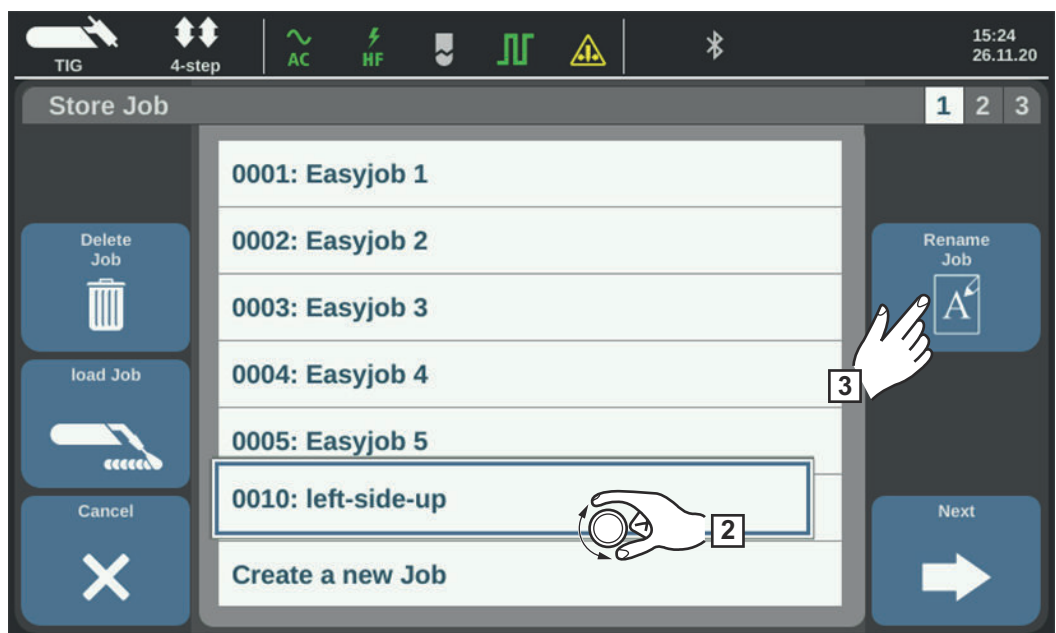 TIG
4-step
AC
HF
15:24
26.11.20
Store Job
1 2 3
0001: Easyjob 1
Delete
Job
0002: Easyjob 2
Rename
Job
A
0003: Easyjob 3
load Job
0004: Easyjob 4
3
0005: Easyjob 5
Cancel
0010: left-side-up
2
Next
Create a new Job